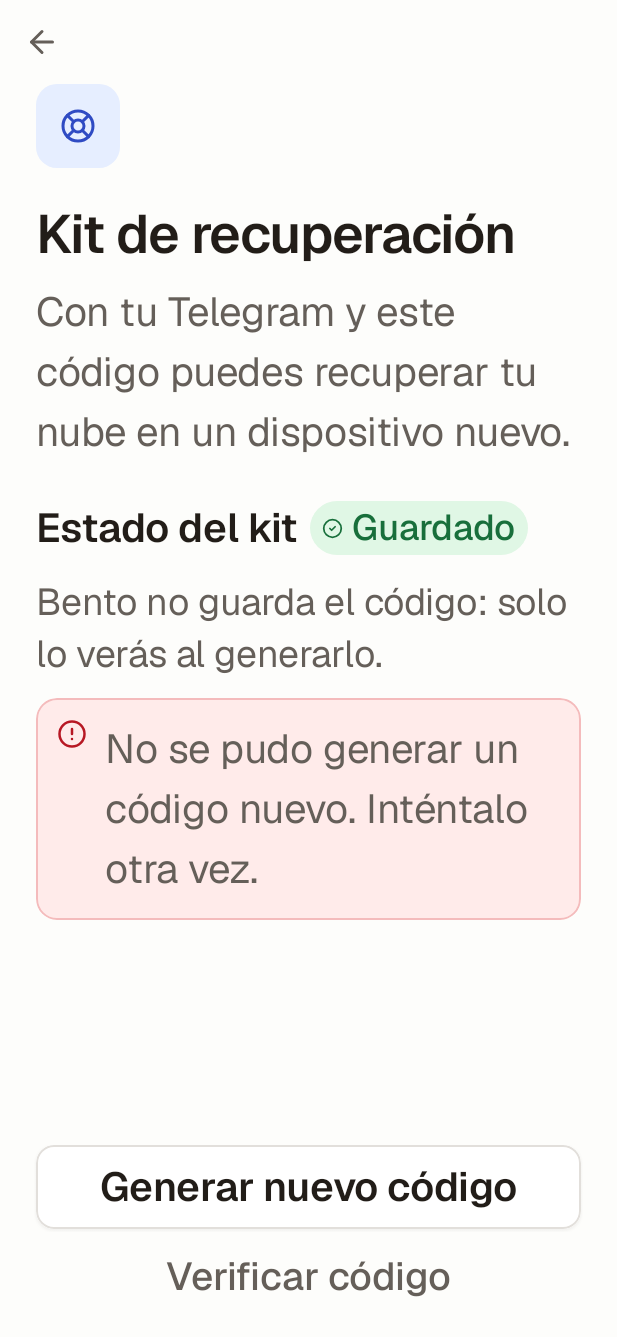 Kit de recuperación
Con tu Telegram y este
código puedes recuperar tu
nube en un dispositivo nuevo.
Estado del kit Guardado
Bento no guarda el código: solo
lo verás al generarlo.
No se pudo generar un
código nuevo. Inténtalo
otra vez.
Generar nuevo código
Verificar código